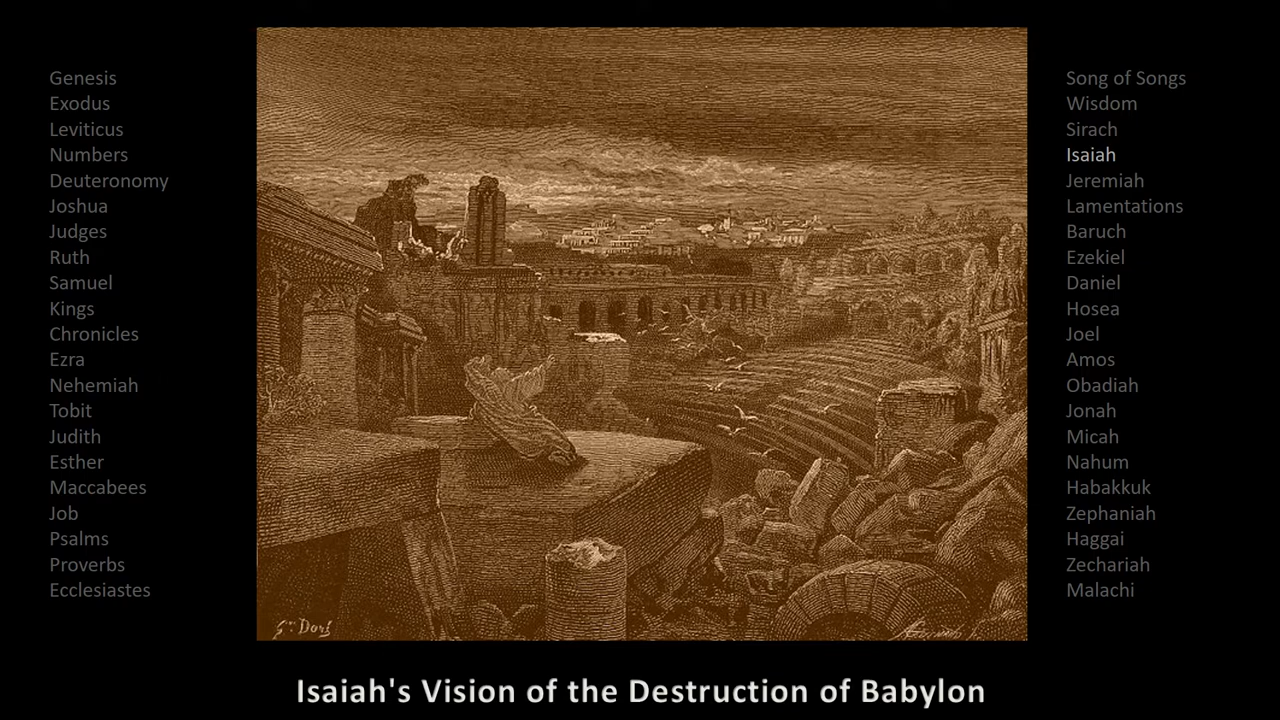 Genesis
Exodus
Leviticus
Numbers
Deuteronomy
Joshua
Judges
Ruth
Samuel
Kings
Chronicles
Ezra
Nehemiah
Tobit
Judith
Esther
Maccabees
Job
Psalms
Proverbs
Ecclesiastes
Song of Songs
Wisdom
Sirach
Isaiah
Jeremiah
Lamentations
Baruch
Ezekiel
Daniel
Hosea
Joel
Amos
Obadiah
Jonah
Micah
Nahum
Habakkuk
Zephaniah
Haggai
Zechariah
Malachi
Gve Doré
Isaiah's Vision of the Destruction of Babylon